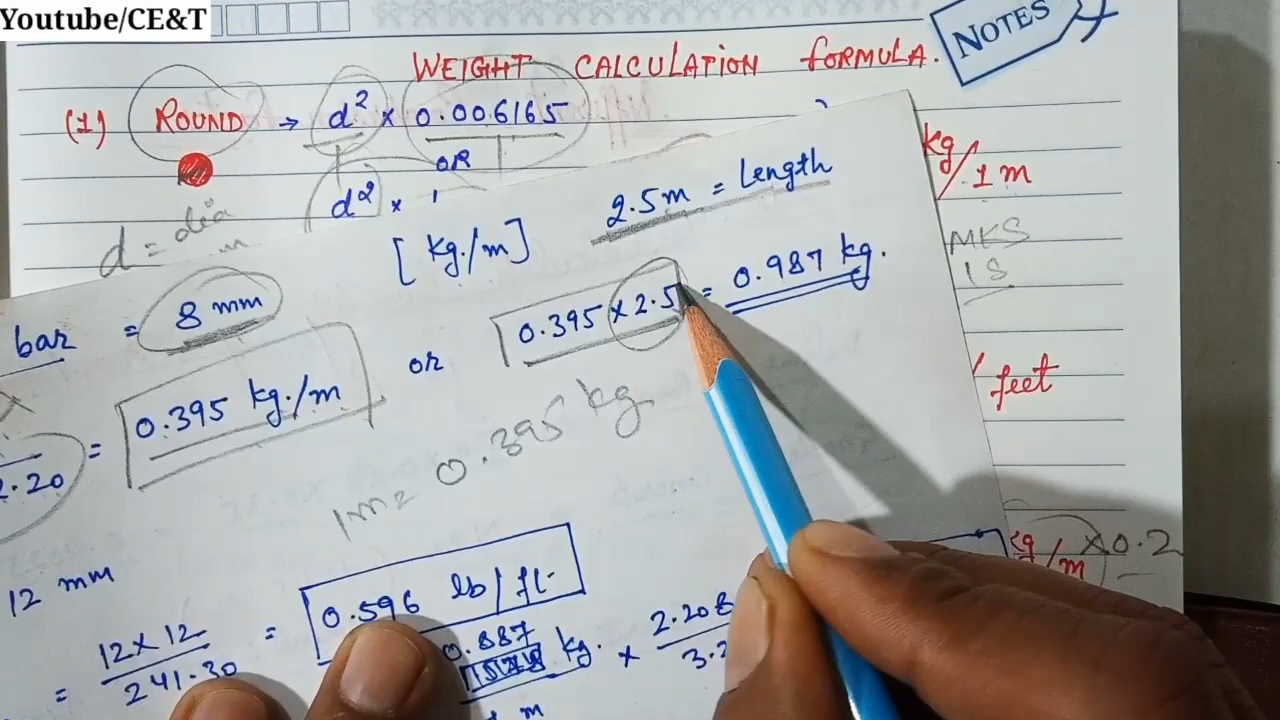 Youtube/CE&T
NOTES
WEIGHT CALCULATION FORMULA.
(1) ROUND → d² × 0.006165
OR
kg/1m
d² ×
d = dia
[kg./m]
2.5m = Length
MKS
bar = 8 mm
0.395 kg./m or 0.395 × 2.5 = 0.987 kg.
/ feet
2.20
1m = 0.395 kg
kg/m × 0.2
12 mm
= 12 × 12 / 241.30 = 0.596 lb/ft
0.887 kg. × 2.208
m